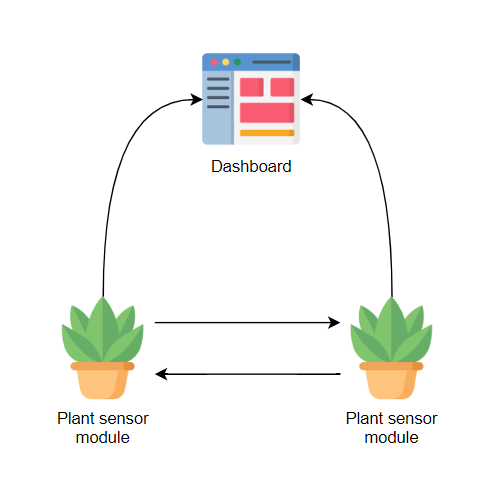 Dashboard
Plant sensor
module
Plant sensor
module